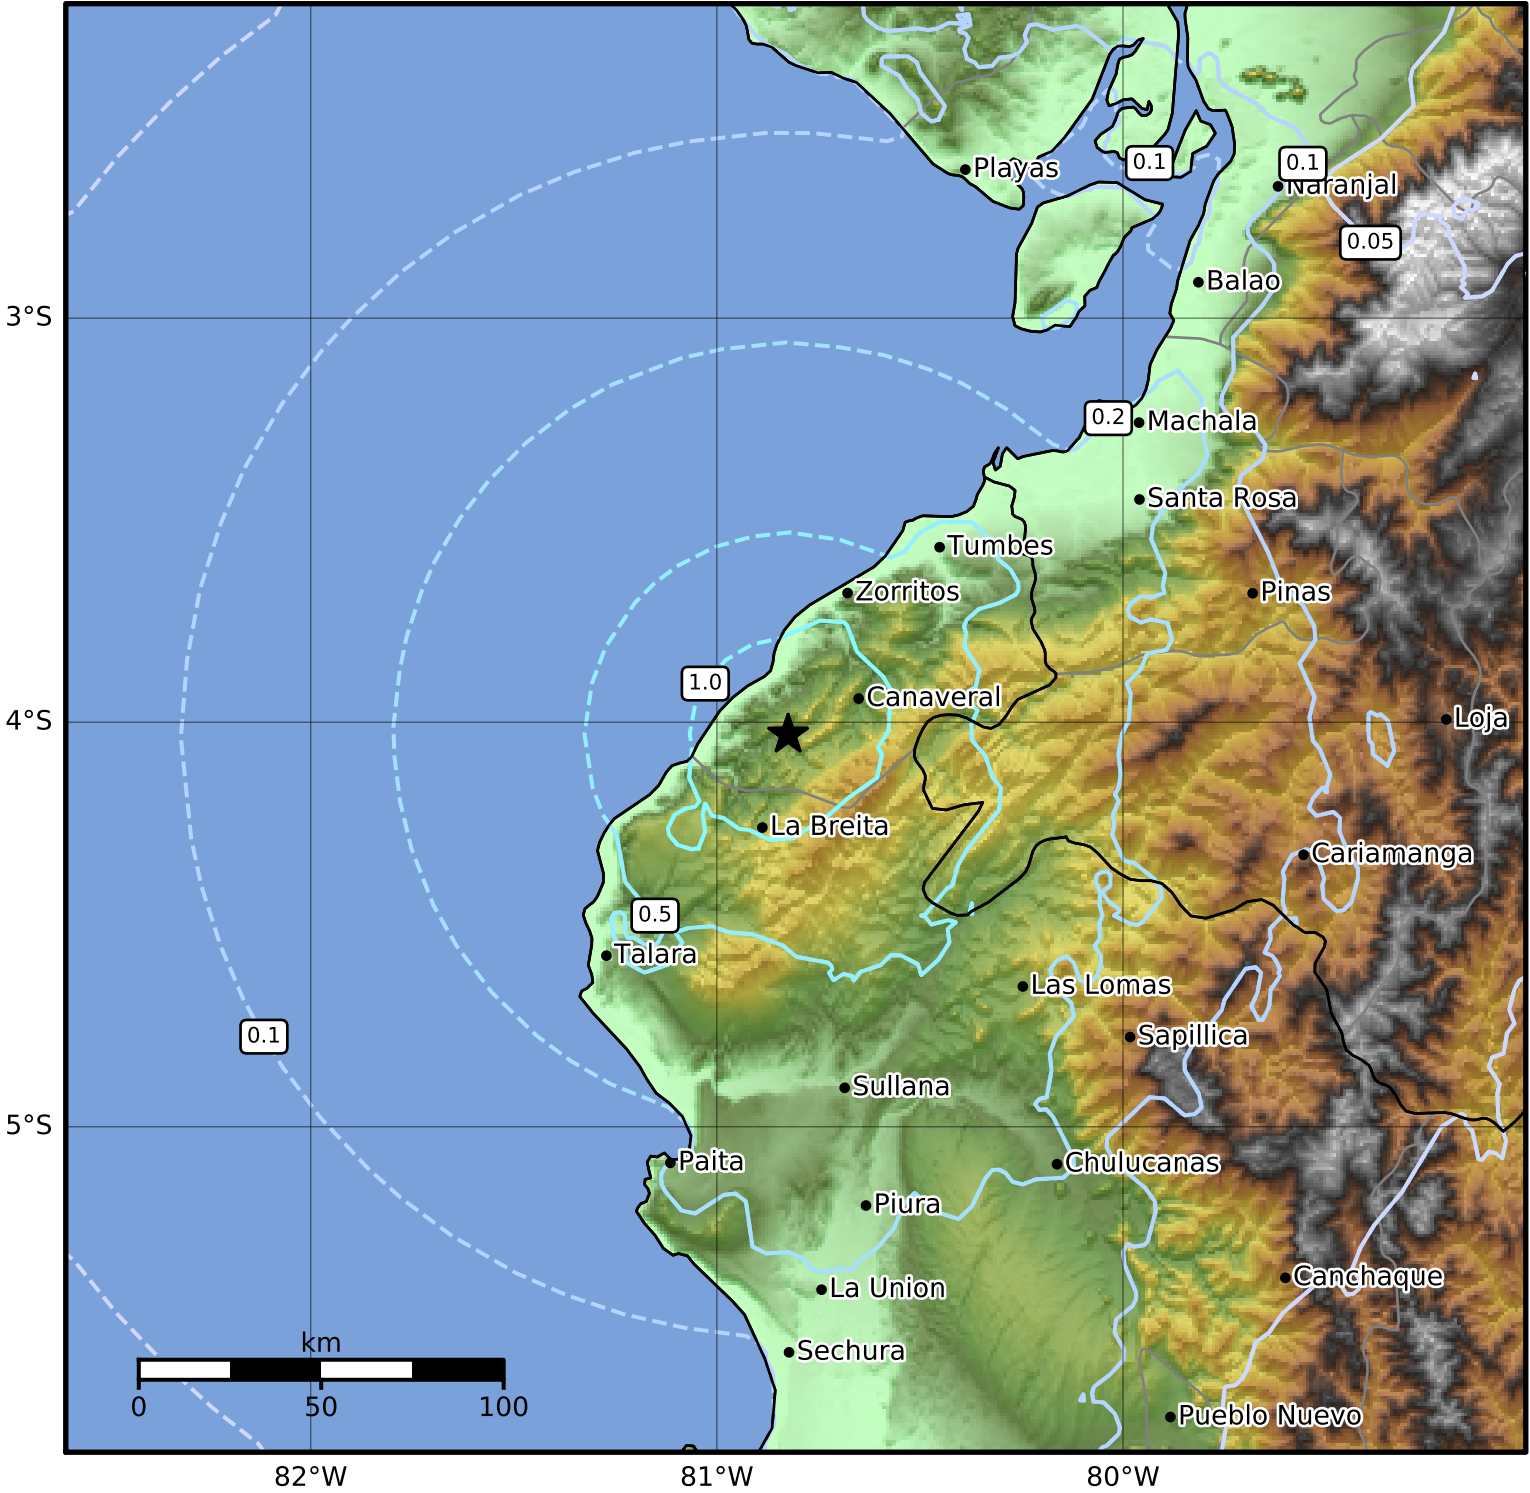 Playas
0.1
0.1
Naranjal
0.05
Balao
3°S
0.2
Machala
Santa Rosa
Tumbes
Zorritos
Pinas
1.0
Canaveral
4°S
Loja
La Breita
Cariamanga
0.5
Talara
Las Lomas
0.1
Sapillica
Sullana
5°S
Paita
Chulucanas
Piura
Canchaque
La Union
km
Sechura
0 50 100
Pueblo Nuevo
82°W 81°W 80°W